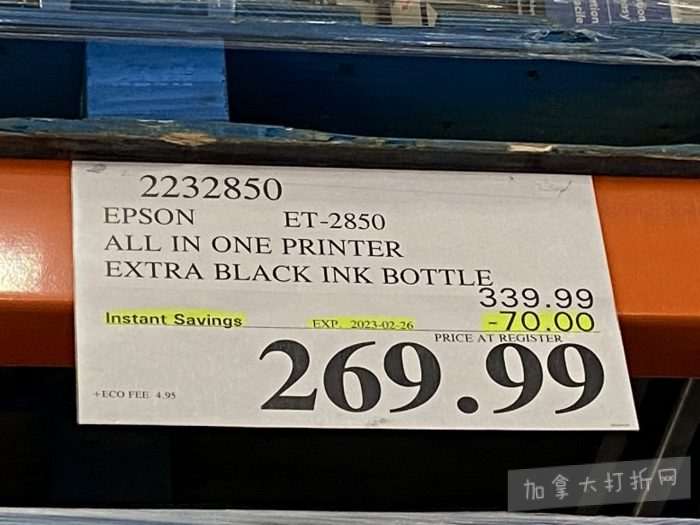 2232850
EPSON ET-2850
ALL IN ONE PRINTER
EXTRA BLACK INK BOTTLE
339.99
Instant Savings EXP. 2023-02-26 -70.00
PRICE AT REGISTER
269.99
+ECO FEE 4.95
加拿大打折网